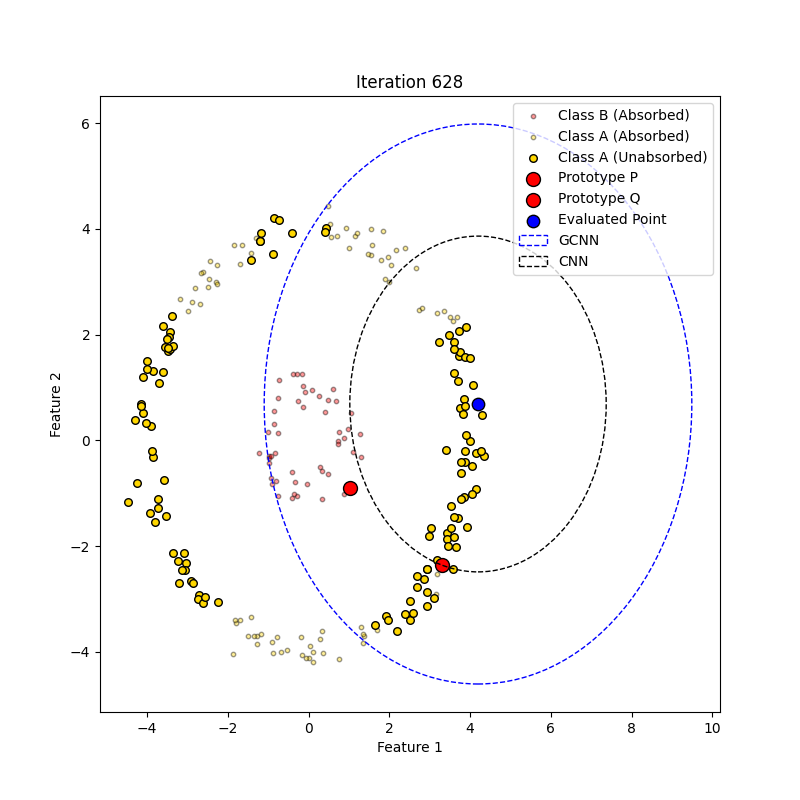 Iteration 628
Class B (Absorbed)
Class A (Absorbed)
Class A (Unabsorbed)
Prototype P
Prototype Q
Evaluated Point
GCNN
CNN
6
4
2
0
−2
−4
Feature 2
−4 −2 0 2 4 6 8 10
Feature 1